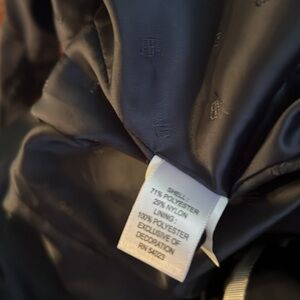 SHELL:
71% POLYESTER
29% NYLON
LINING:
100% POLYESTER
EXCLUSIVE OF
DECORATION
RN 54023